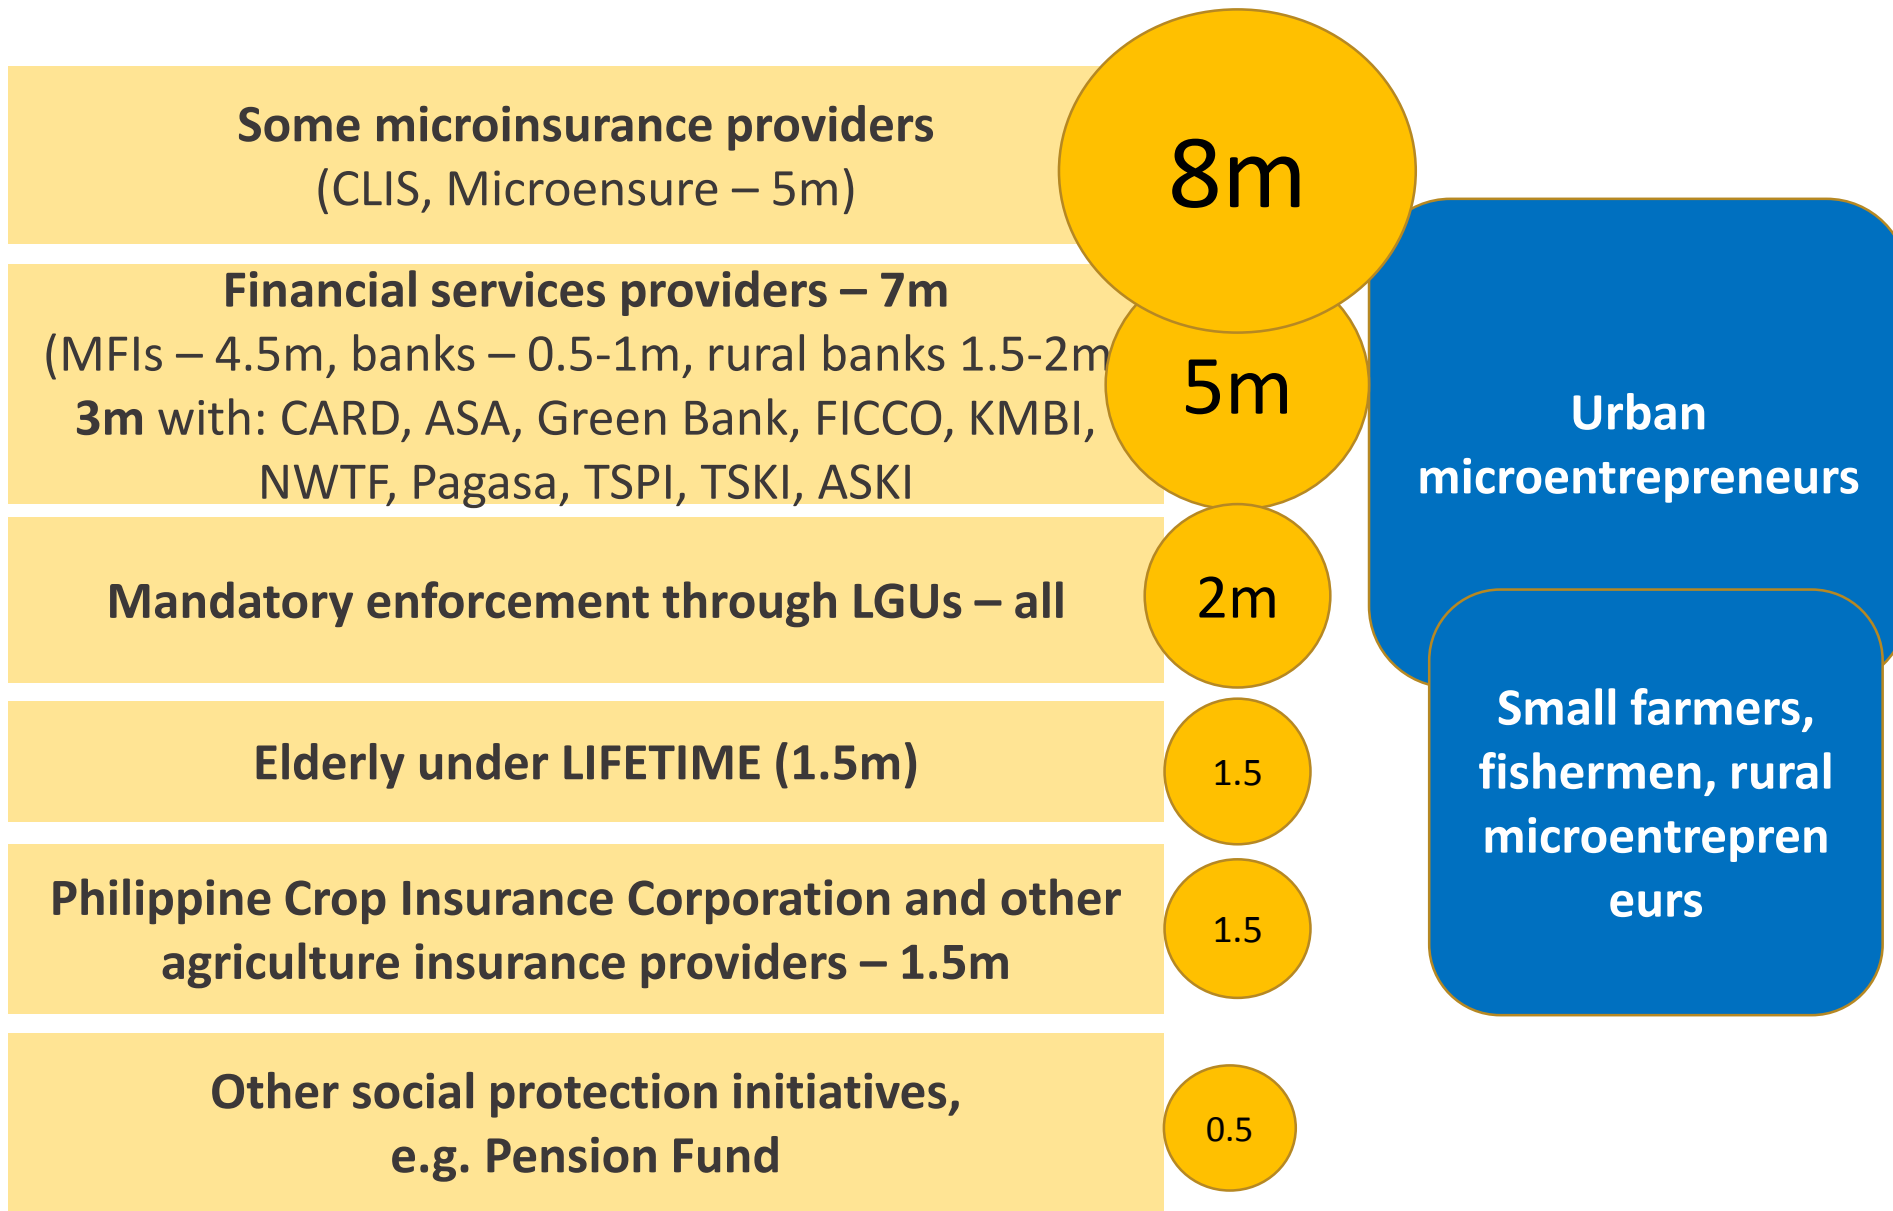 Some microinsurance providers
(CLIS, Microensure – 5m)
8m
Financial services providers – 7m
(MFIs – 4.5m, banks – 0.5-1m, rural banks 1.5-2m
3m with: CARD, ASA, Green Bank, FICCO, KMBI,
NWTF, Pagasa, TSPI, TSKI, ASKI
5m
Mandatory enforcement through LGUs – all
2m
Elderly under LIFETIME (1.5m)
1.5
Philippine Crop Insurance Corporation and other
agriculture insurance providers – 1.5m
1.5
Other social protection initiatives,
e.g. Pension Fund
0.5
Urban
microentrepreneurs
Small farmers,
fishermen, rural
microentrepren
eurs